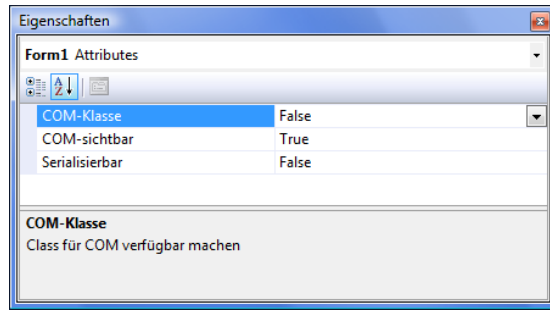 Eigenschaften
Form1 Attributes
COM-Klasse False
COM-sichtbar True
Serialisierbar False
COM-Klasse
Class für COM verfügbar machen